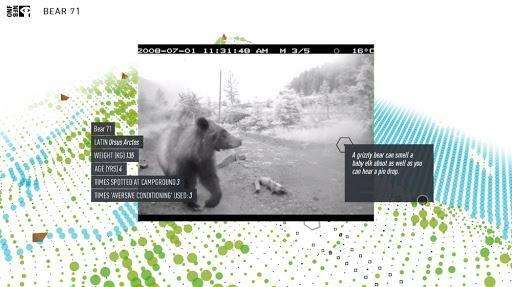 ONF
NFB
BEAR 71
2008-07-01 11:31:48 AM M 3/5 ○ 16°C
Bear 71
LATIN Ursus Arctos
WEIGHT (KG) 135
AGE (YRS) 4
TIMES SPOTTED AT CAMPGROUND 3
TIMES 'AVERSIVE CONDITIONING' USED: 3
A grizzly bear can smell a
baby elk about as well as you
can hear a pin drop.